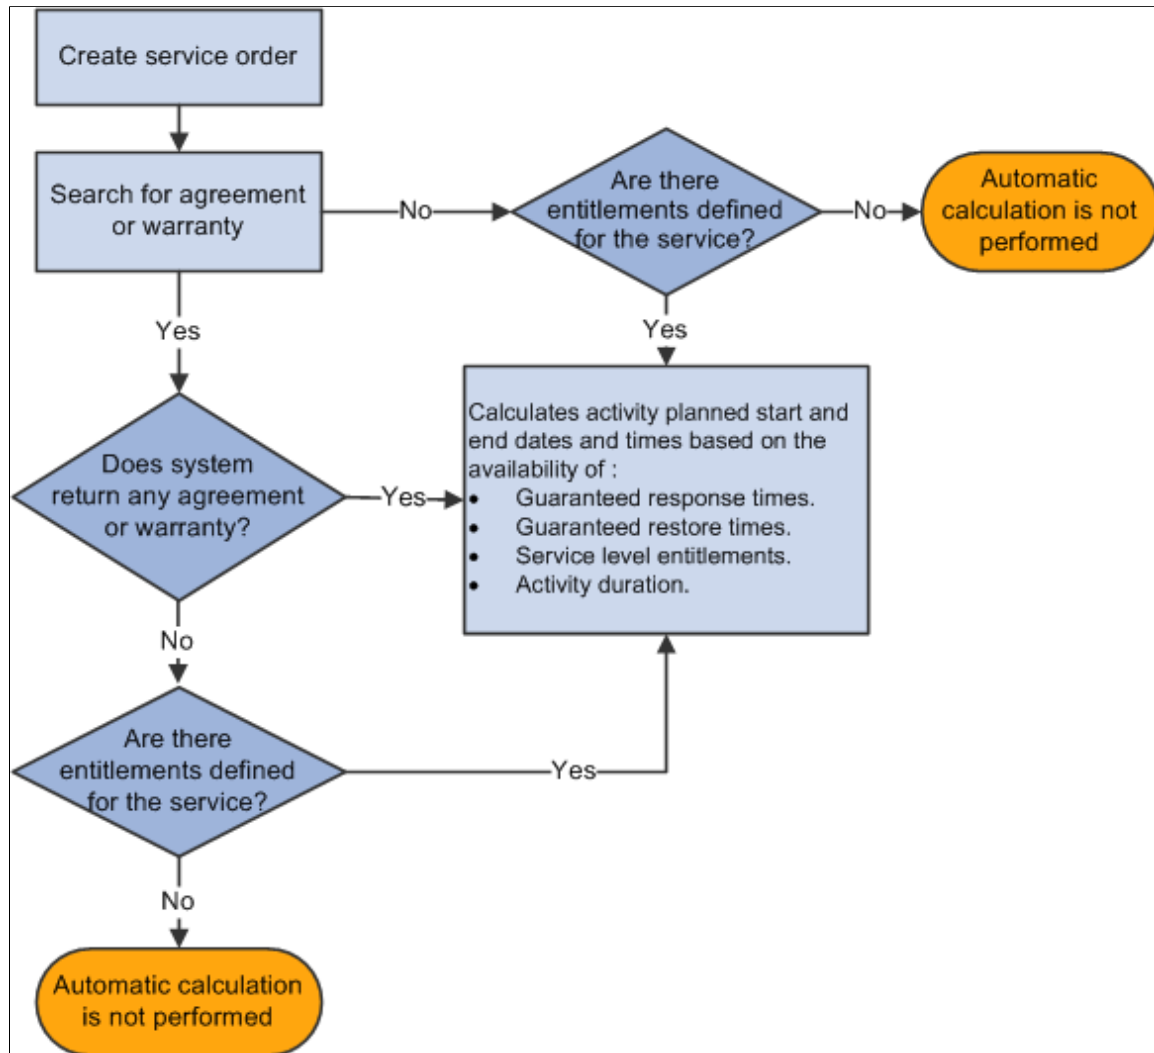 Create service order
Search for agreement
or warranty
No
Are there
entitlements defined
for the service?
No
Automatic
calculation is not
performed
Yes
Yes
Calculates activity planned start and
end dates and times based on the
availability of :
• Guaranteed response times.
• Guaranteed restore times.
• Service level entitlements.
• Activity duration.
Does system
return any agreement
or warranty?
Yes
No
Are there
entitlements defined
for the service?
Yes
No
Automatic calculation
is not performed